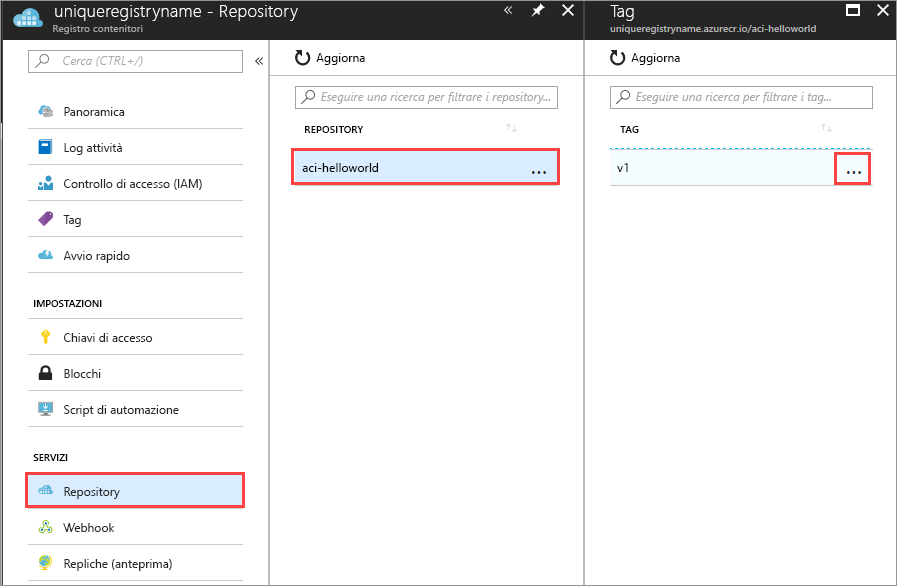 uniqueregistryname - Repository
Registro contenitori
Cerca (CTRL+/)
Panoramica
Log attività
Controllo di accesso (IAM)
Tag
Avvio rapido
IMPOSTAZIONI
Chiavi di accesso
Blocchi
Script di automazione
SERVIZI
Repository
Webhook
Repliche (anteprima)
Aggiorna
Eseguire una ricerca per filtrare i repository...
REPOSITORY
aci-helloworld
...
Tag
uniqueregistryname.azurecr.io/aci-helloworld
Aggiorna
Eseguire una ricerca per filtrare i tag...
TAG
v1
...